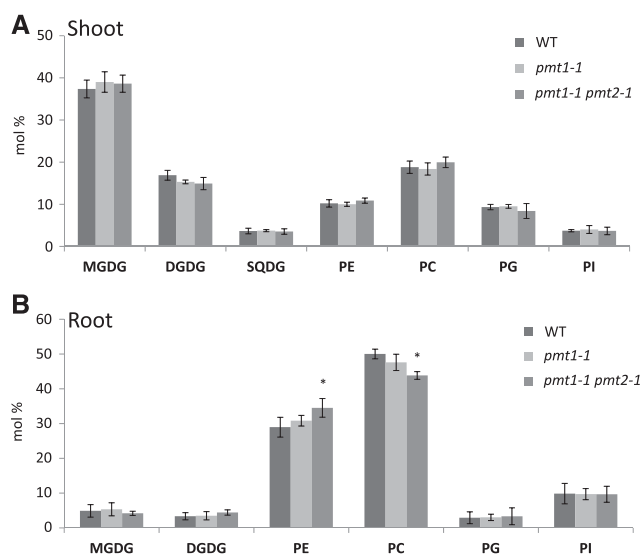 A Shoot
50
40
30
20
10
0
mol %
WT
pmt1-1
pmt1-1 pmt2-1
MGDG DGDG SQDG PE PC PG PI
B Root
60
50
40
30
20
10
0
mol %
WT
pmt1-1
pmt1-1 pmt2-1
* *
MGDG DGDG PE PC PG PI